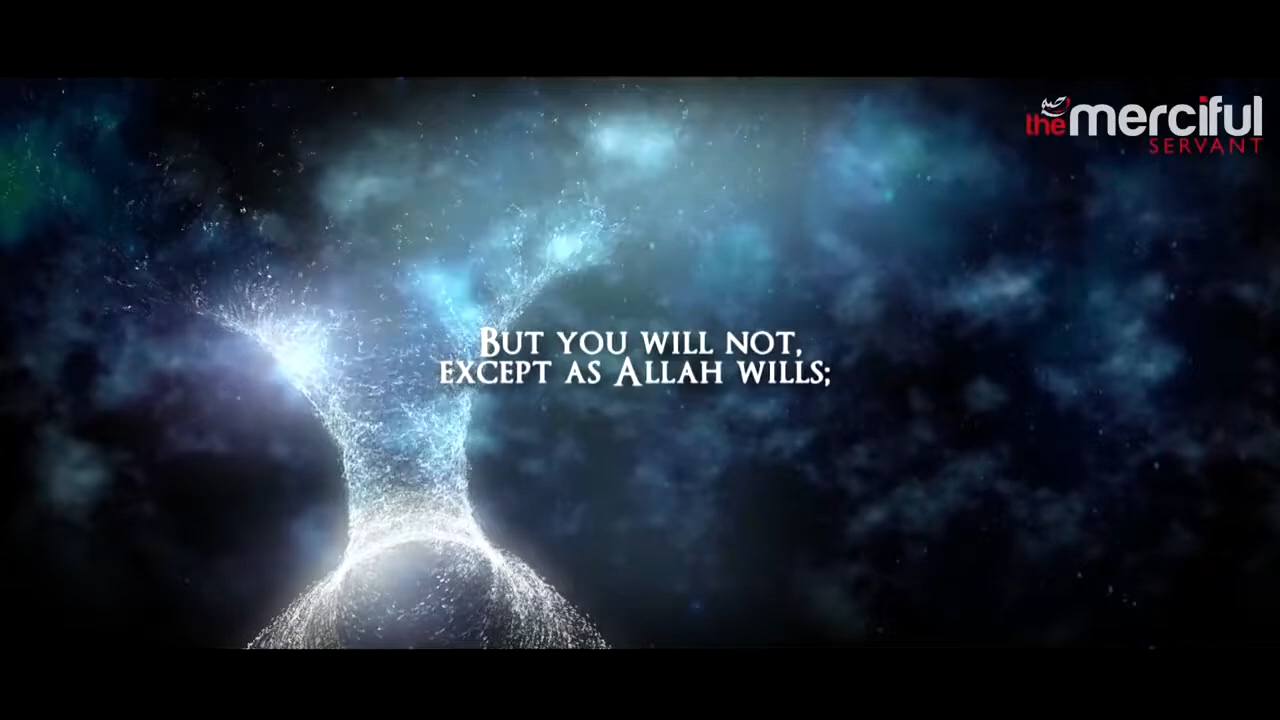 the merciful
SERVANT
BUT YOU WILL NOT,
EXCEPT AS ALLAH WILLS;